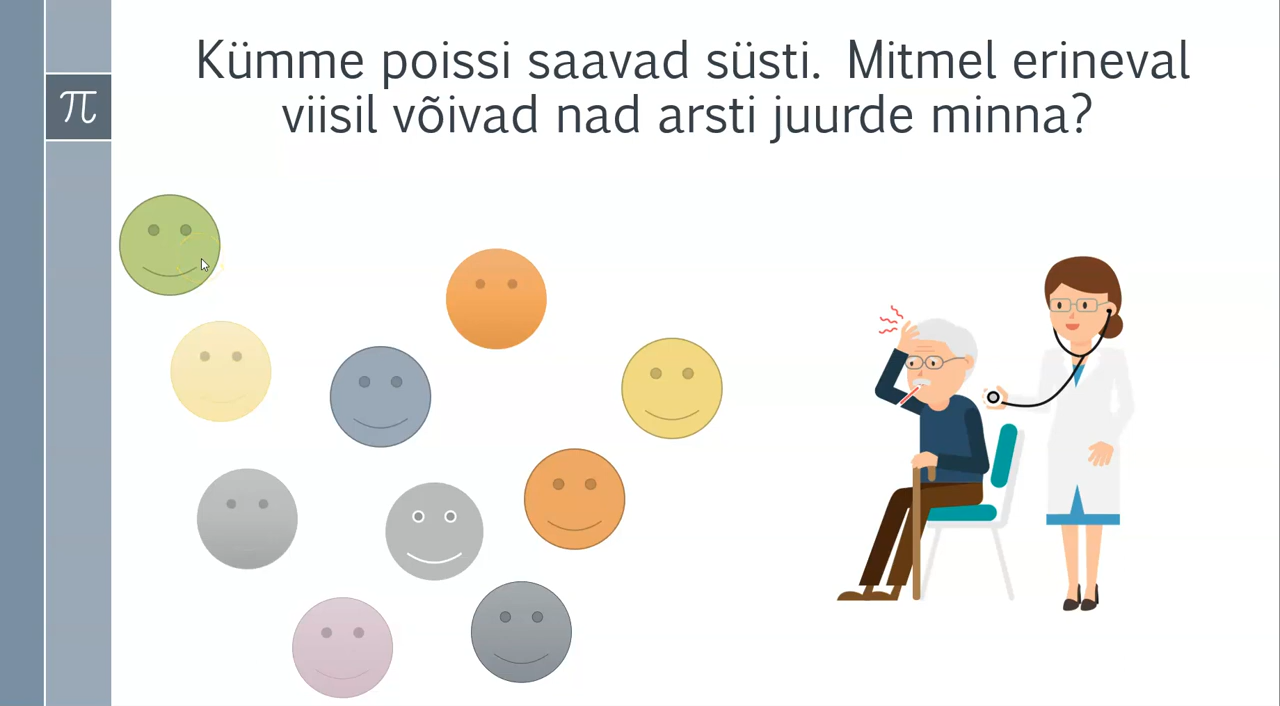 Kümme poissi saavad süsti. Mitmel erineval
viisil võivad nad arsti juurde minna?
π